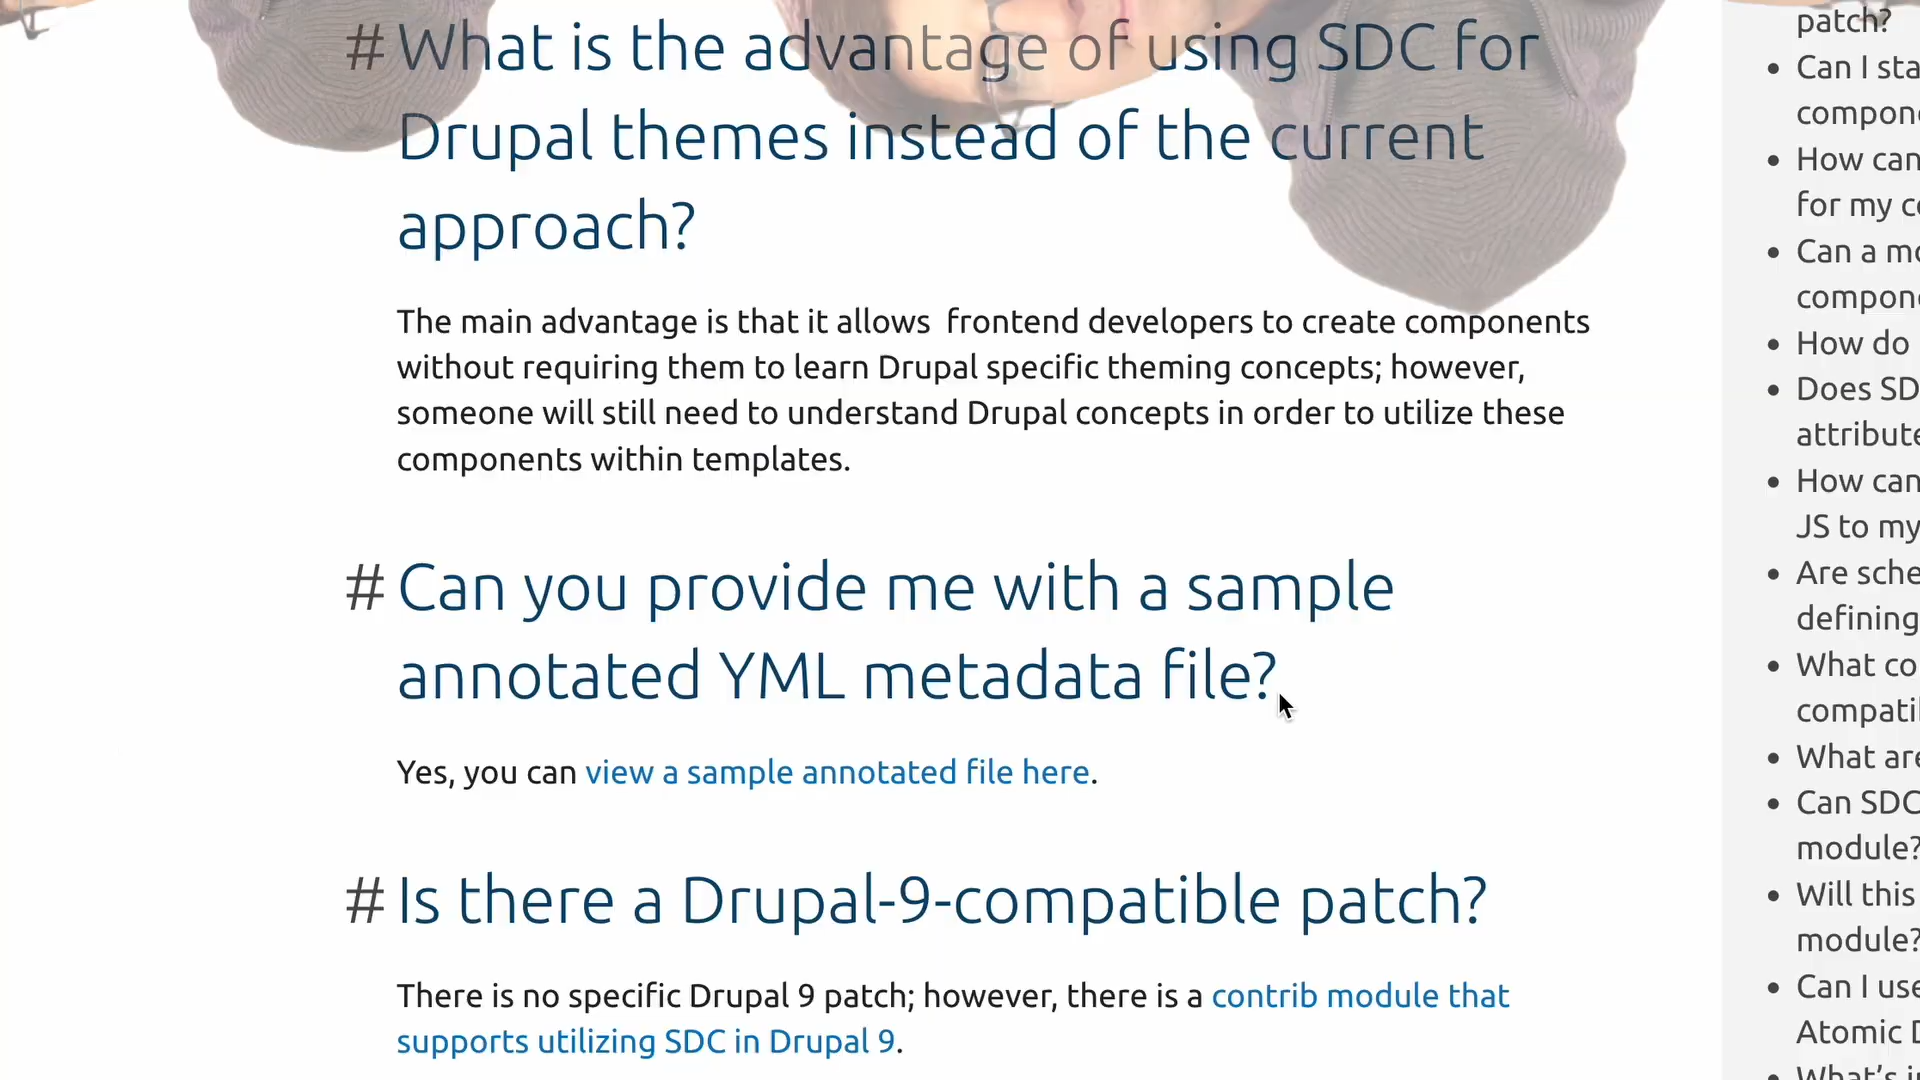 # What is the advantage of using SDC for
Drupal themes instead of the current
approach?
The main advantage is that it allows  frontend developers to create components
without requiring them to learn Drupal specific theming concepts; however,
someone will still need to understand Drupal concepts in order to utilize these
components within templates.
# Can you provide me with a sample
annotated YML metadata file?
Yes, you can view a sample annotated file here.
# Is there a Drupal-9-compatible patch?
There is no specific Drupal 9 patch; however, there is a contrib module that
supports utilizing SDC in Drupal 9.
patch?
• Can I
• How can
for my
• Can a
• How do
• Does
• How can
JS to my
• Are
defining
• What
• What are
• Can SDC
module?
• Will this
module?
• Can I use
Atomic